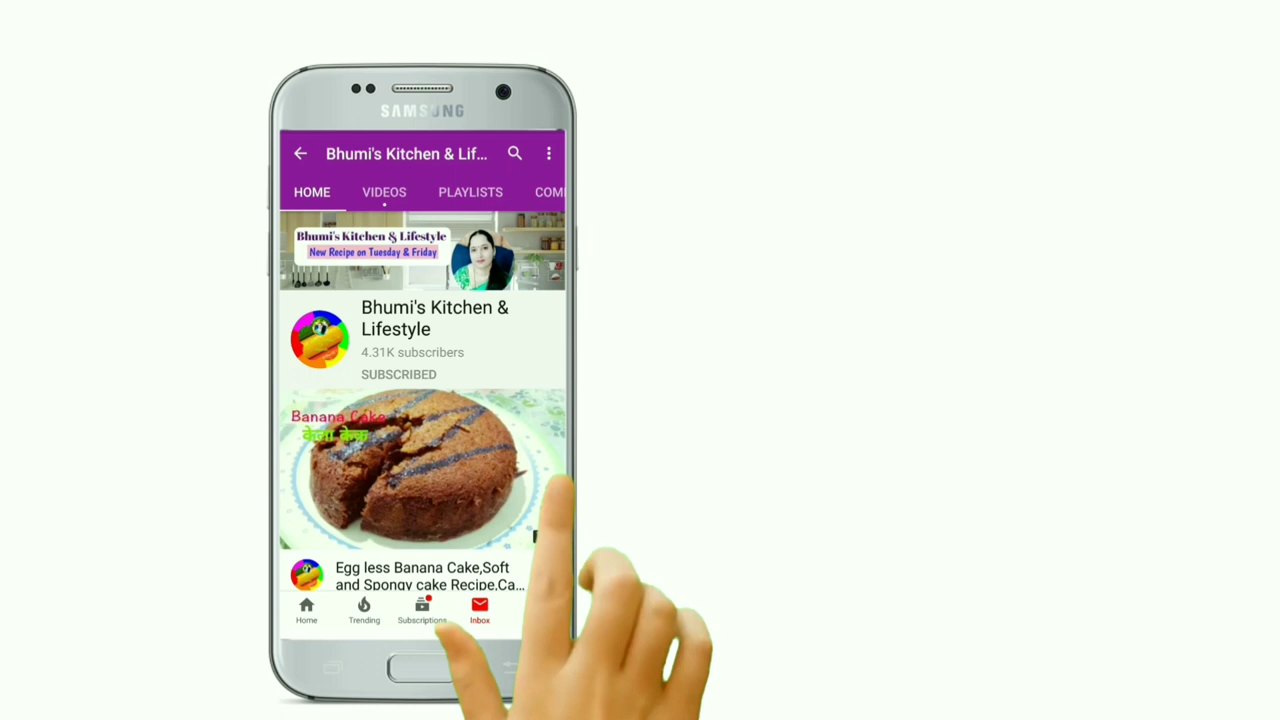 SAMSUNG
Bhumi's Kitchen & Lif...
HOME VIDEOS PLAYLISTS COM
Bhumi's Kitchen & Lifestyle
New Recipe on Tuesday & Friday
Bhumi's Kitchen &
Lifestyle
4.31K subscribers
SUBSCRIBED
Banana Cake
केला केक
Egg less Banana Cake,Soft
and Spongy cake Recipe,Ca...
Home Trending Subscriptions Inbox